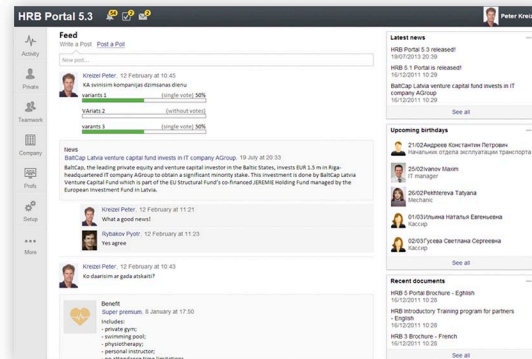 HRB Portal 5.3
54
2
2
Peter Kreiz
Activity
Private
Teamwork
Company
Prefs
Setup
More
Feed
Write a Post Post a Poll
New post...
Kreizel Peter, 12 February at 10:45
KA svinisim kompanijas dzimsanas dienu
variants 1 (single vote) 50%
VAriats 2 (without votes)
varants 3 (single vote) 50%
News
BaltCap Latvia venture capital fund invests in IT company AGroup. 19 July at 20:33
BaltCap, the leading private equity and venture capital investor in the Baltic States, invests EUR 1.5 m in Riga-
headquartered IT company AGroup to obtain a significant minority stake. This investment is done by BaltCap Latvia
Venture Capital Fund which is part of the EU Structural Fund's co-financed JEREMIE Holding Fund managed by the
European Investment Fund in Latvia.
Kreizel Peter, 12 February at 11:21
What a good news!
Rybakov Pyotr, 12 February at 11:23
Yes agree
Kreizel Peter, 12 February at 10:43
Ko daarisim ar gada atskaiti?
Benefit
Super premium, 8 January at 17:50
Includes:
- private gym;
- swimming pool;
- physiotherapy;
- personal instructor;
- no attendance time limitations
Latest news
HRB Portal 5.3 released!
19/07/2013 20:39
HRB 5.1 Portal is released!
16/12/2011 10:29
BaltCap Latvia venture capital fund invests in IT
company AGroup
16/12/2011 10:29
See all
Upcoming birthdays
21/02Андреев Константин Петрович
Начальник отдела эксплуатации транспорта
25/02Ivanov Maxim
IT manager
26/02Pekhtereva Tatyana
Mechanic
01/03Ильина Наталья Евгеньевна
Кассир
02/03Гусева Светлана Сергеевна
Кассир
See all
Recent documents
HRB 5 Portal Brochure - Eghlish
16/12/2011 10:28
HRB Introductory Training program for partners
- English
16/12/2011 10:28
HRB 3 Brochure - French
16/12/2011 10:28
See all